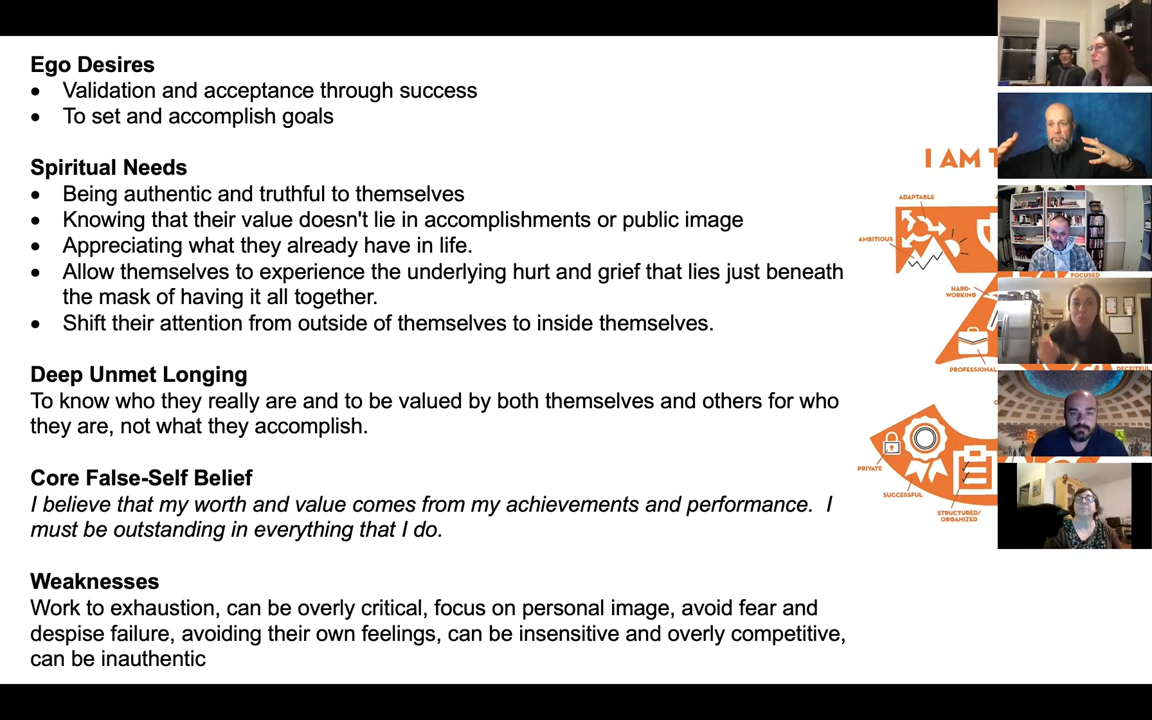 Ego Desires
• Validation and acceptance through success
• To set and accomplish goals
Spiritual Needs
• Being authentic and truthful to themselves
• Knowing that their value doesn't lie in accomplishments or public image
• Appreciating what they already have in life.
• Allow themselves to experience the underlying hurt and grief that lies just beneath
the mask of having it all together.
• Shift their attention from outside of themselves to inside themselves.
Deep Unmet Longing
To know who they really are and to be valued by both themselves and others for who
they are, not what they accomplish.
Core False-Self Belief
I believe that my worth and value comes from my achievements and performance. I
must be outstanding in everything that I do.
Weaknesses
Work to exhaustion, can be overly critical, focus on personal image, avoid fear and
despise failure, avoiding their own feelings, can be insensitive and overly competitive,
can be inauthentic
I AM
ADAPTABLE
AMBITIOUS
FOCUSED
HARD-
WORKING
PROFESSIONAL
DECEITFUL
PRIVATE
SUCCESSFUL
STRUCTURED/
ORGANIZED